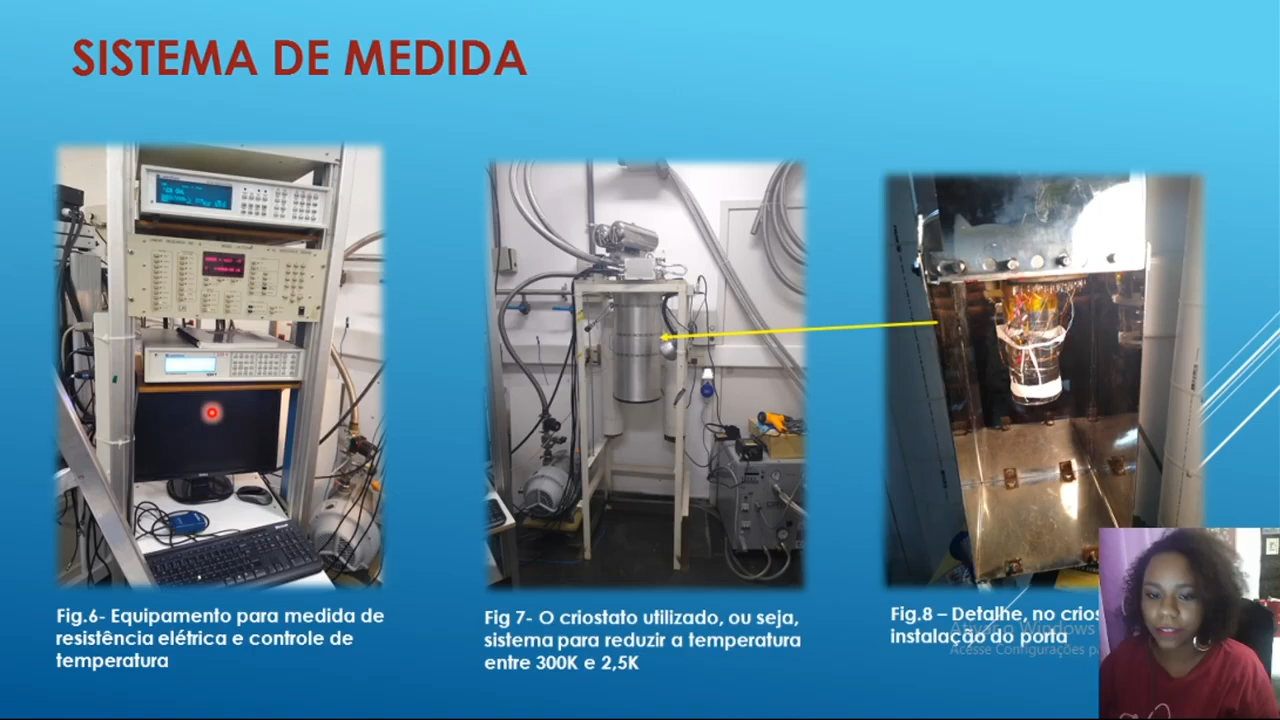 SISTEMA DE MEDIDA
Fig.6- Equipamento para medida de
resistência elétrica e controle de
temperatura
Fig 7- O criostato utilizado, ou seja,
sistema para reduzir a temperatura
entre 300K e 2,5K
Fig.8 – Detalhe, no crios
instalação do porta
Ativar o Windows
Acesse Configurações pa